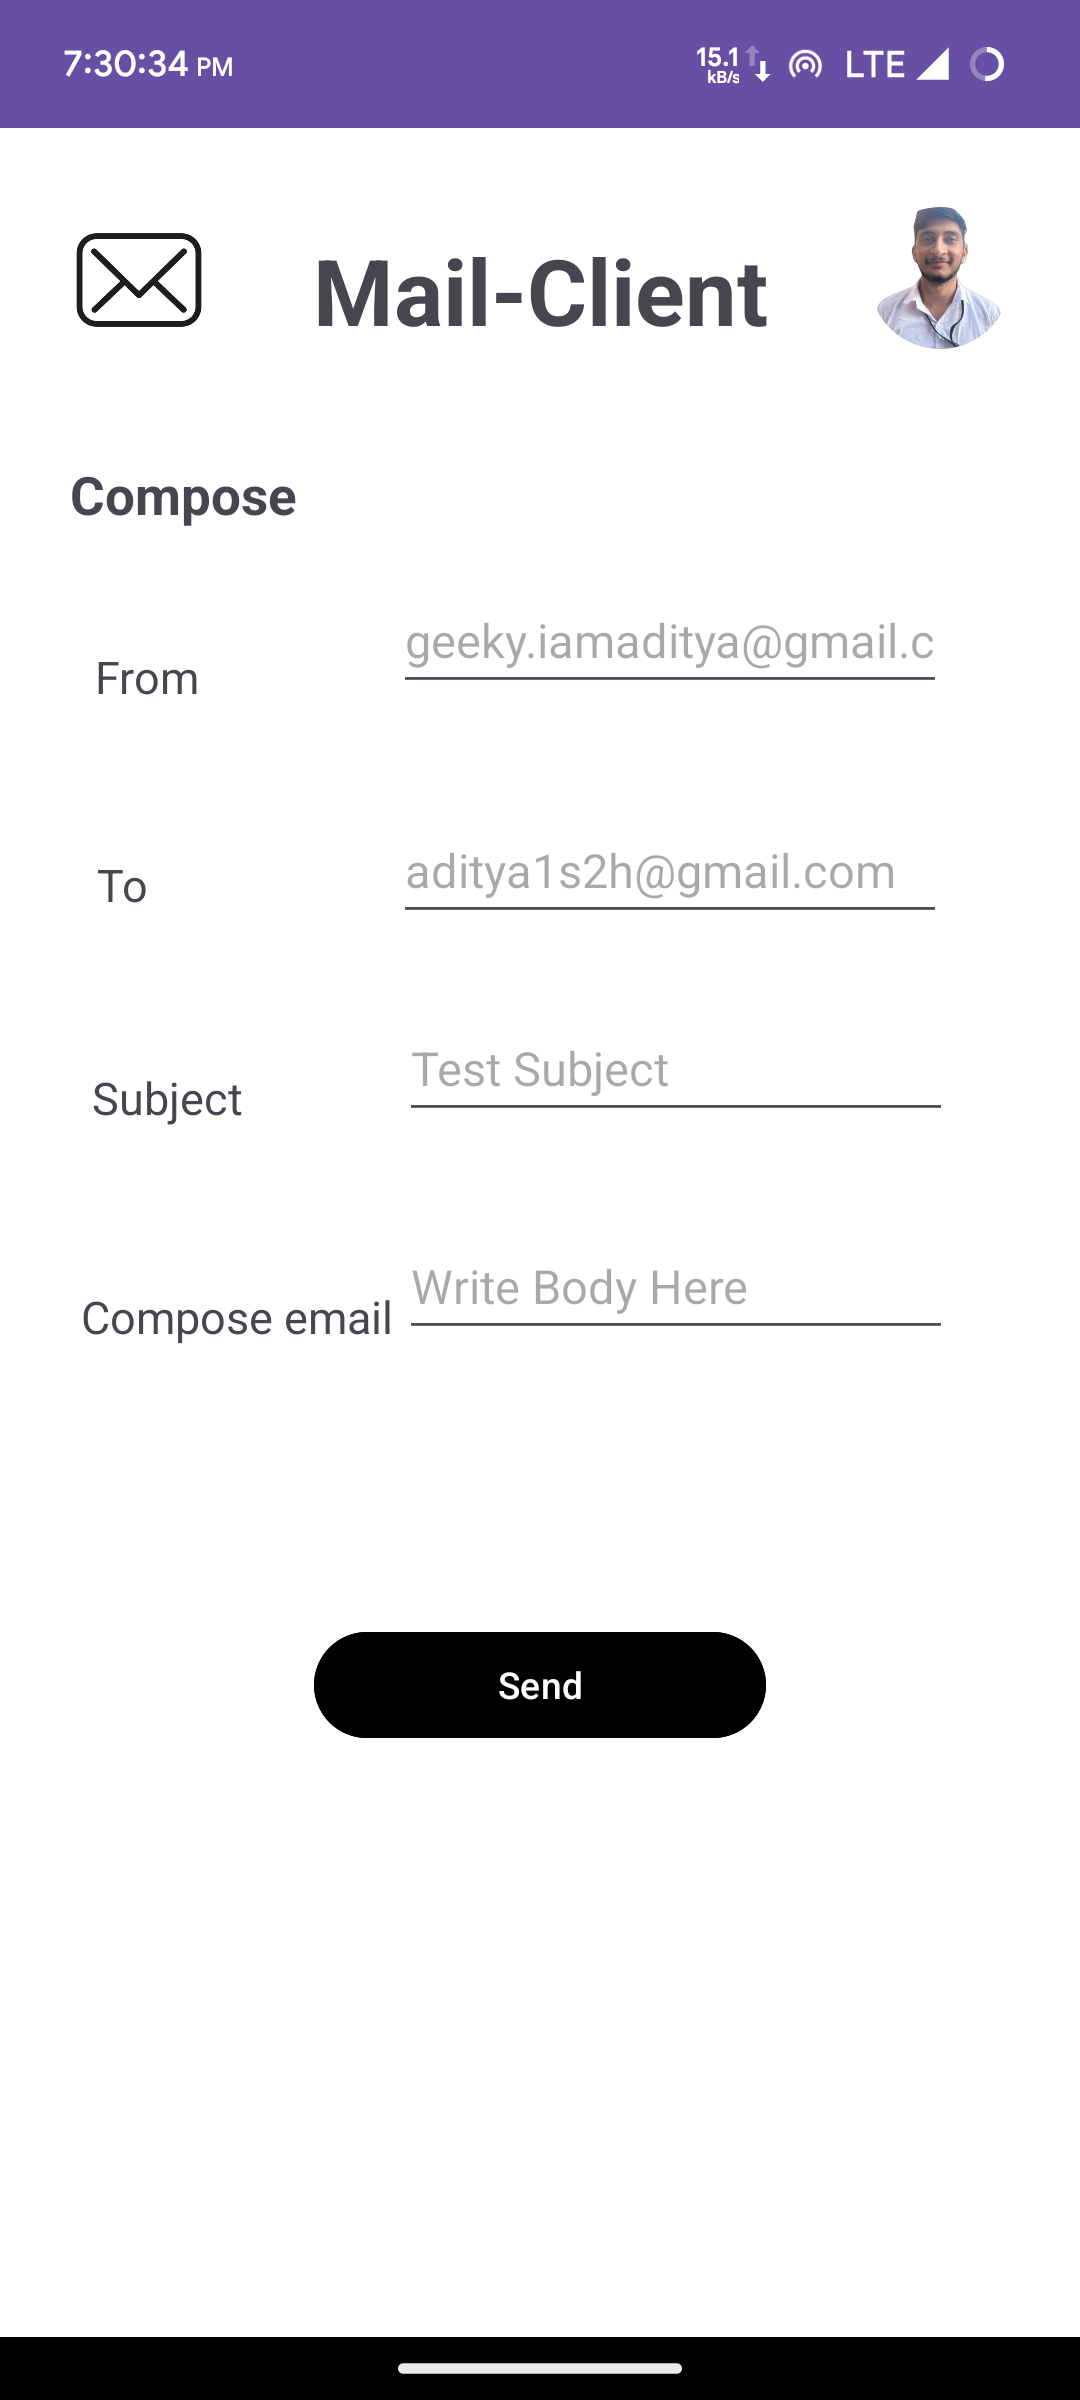 7:30:34 PM 15.1 kB/s LTE
Mail-Client
Compose
From geeky.iamaditya@gmail.c
To aditya1s2h@gmail.com
Subject Test Subject
Compose email Write Body Here
Send